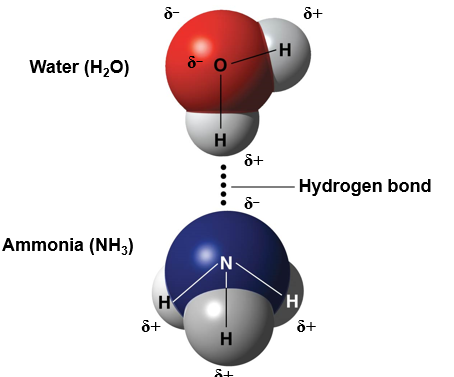 δ− δ+
δ− O H
Water (H₂O)
H
δ+
Hydrogen bond
δ−
Ammonia (NH₃)
N
H H
δ+ H δ+
δ+